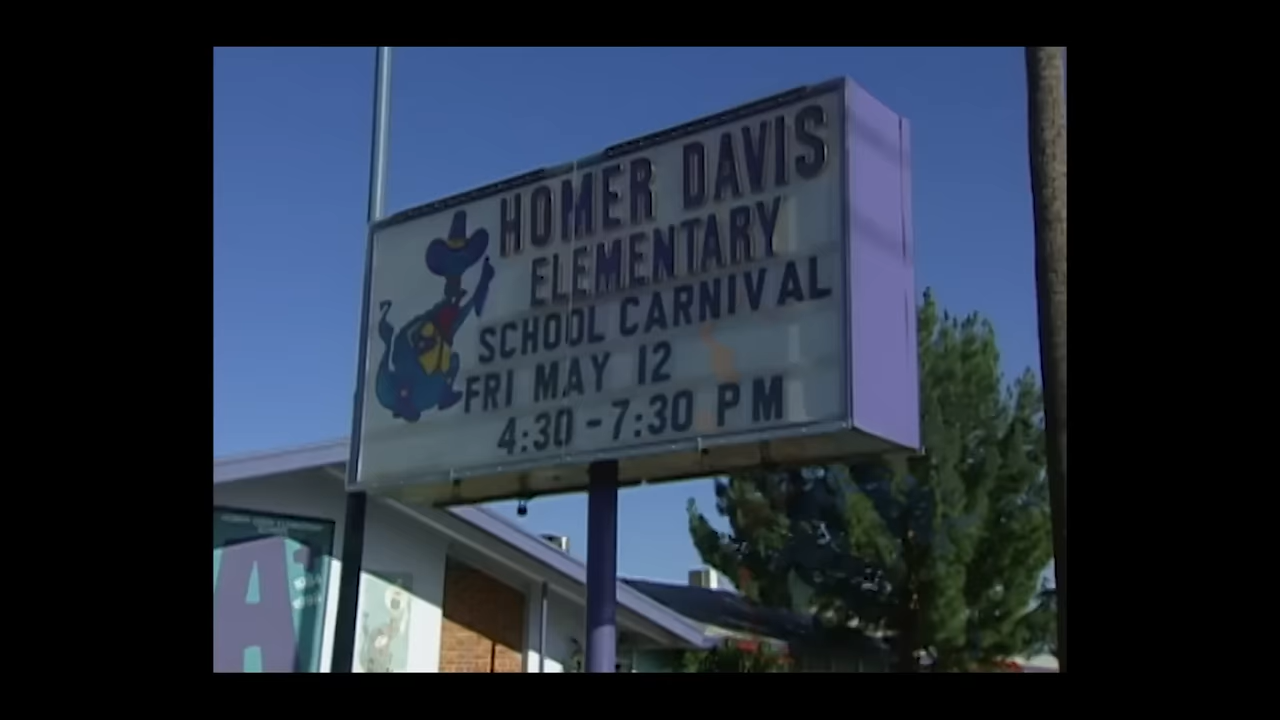 HOMER DAVIS
ELEMENTARY
SCHOOL CARNIVAL
FRI MAY 12
4:30-7:30 PM
A